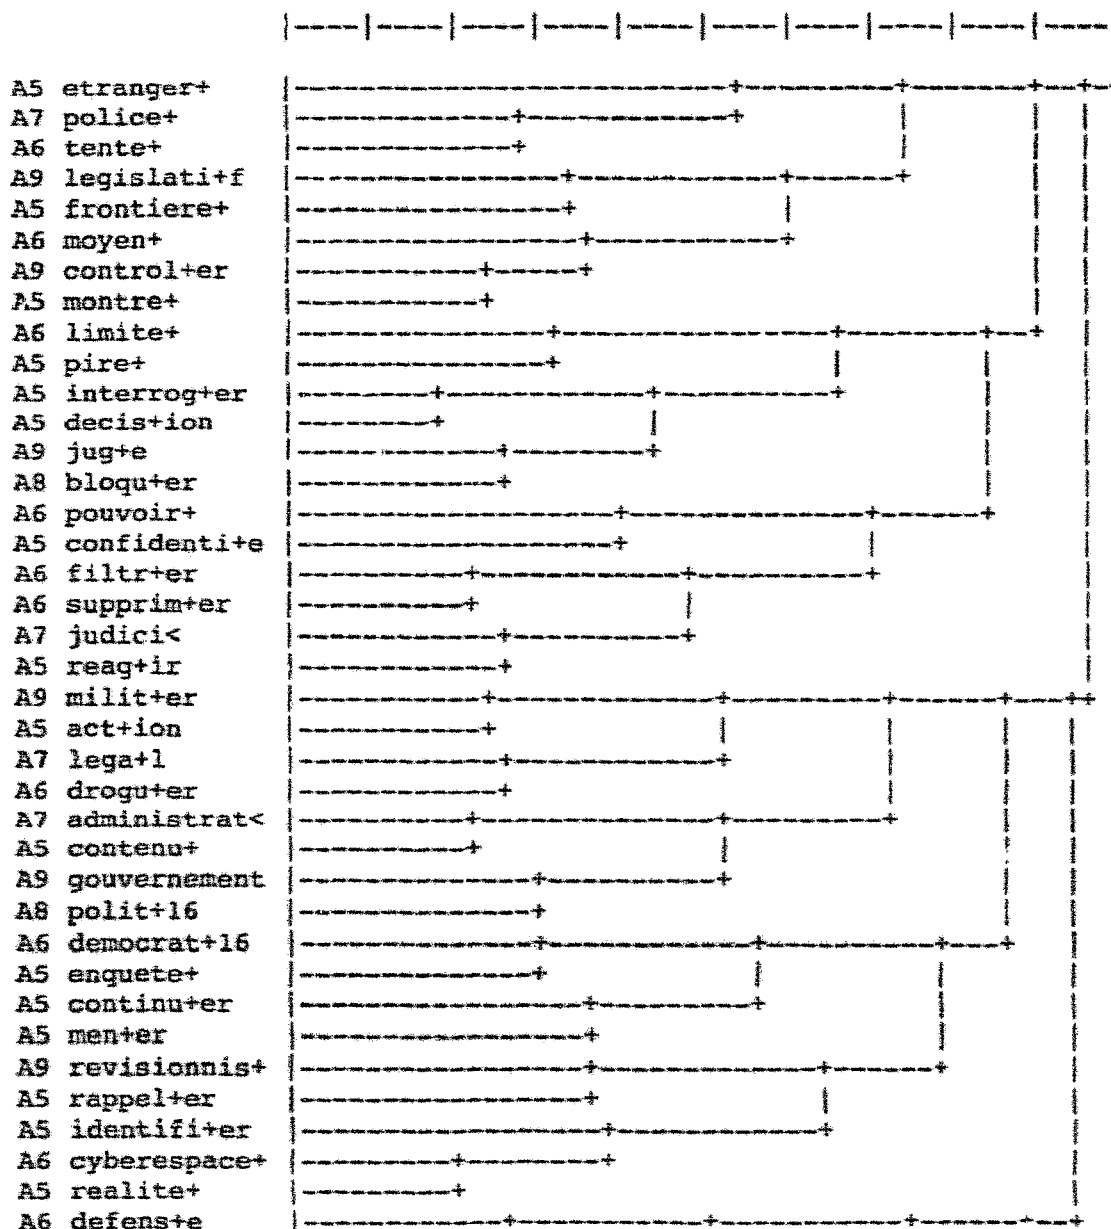 |----|----|----|----|----|----|----|----|----|----
A5 etranger+ |--------------------------+---------+-------+--+-
A7 police+ |-------------+------------+ |
A6 tente+ |-------------+ |
A9 legislati+f |----------------+------------+------+
A5 frontiere+ |----------------+ |
A6 moyen+ |-----------------+-----------+
A9 control+er |-----------+-----+
A5 montre+ |-----------+
A6 limite+ |---------------+----------------+--------+--+
A5 pire+ |---------------+ |
A5 interrog+er |--------+------------+----------+
A5 decis+ion |--------+ |
A9 jug+e |------------+--------+
A8 bloqu+er |------------+
A6 pouvoir+ |-------------------+--------------+------+
A5 confidenti+e |-------------------+ |
A6 filtr+er |----------+------------+----------+
A6 supprim+er |----------+ |
A7 judici< |------------+----------+
A5 reag+ir |------------+
A9 milit+er |-----------+-------------+---------+------+---++
A5 act+ion |-----------+ |
A7 lega+l |------------+------------+
A6 drogu+er |------------+
A7 administrat< |----------+--------------+---------+
A5 contenu+ |----------+ |
A9 gouvernement |--------------+----------+
A8 polit+16 |--------------+
A6 democrat+16 |--------------+------------+----------+---+
A5 enquete+ |--------------+ |
A5 continu+er |-----------------+---------+
A5 men+er |-----------------+
A9 revisionnis+ |-----------------+-------------+------+
A5 rappel+er |-----------------+ |
A5 identifi+er |------------------+------------+
A6 cyberespace+ |---------+--------+
A5 realite+ |---------+
A6 defens+e |------------+-----------+-----------+------+--+